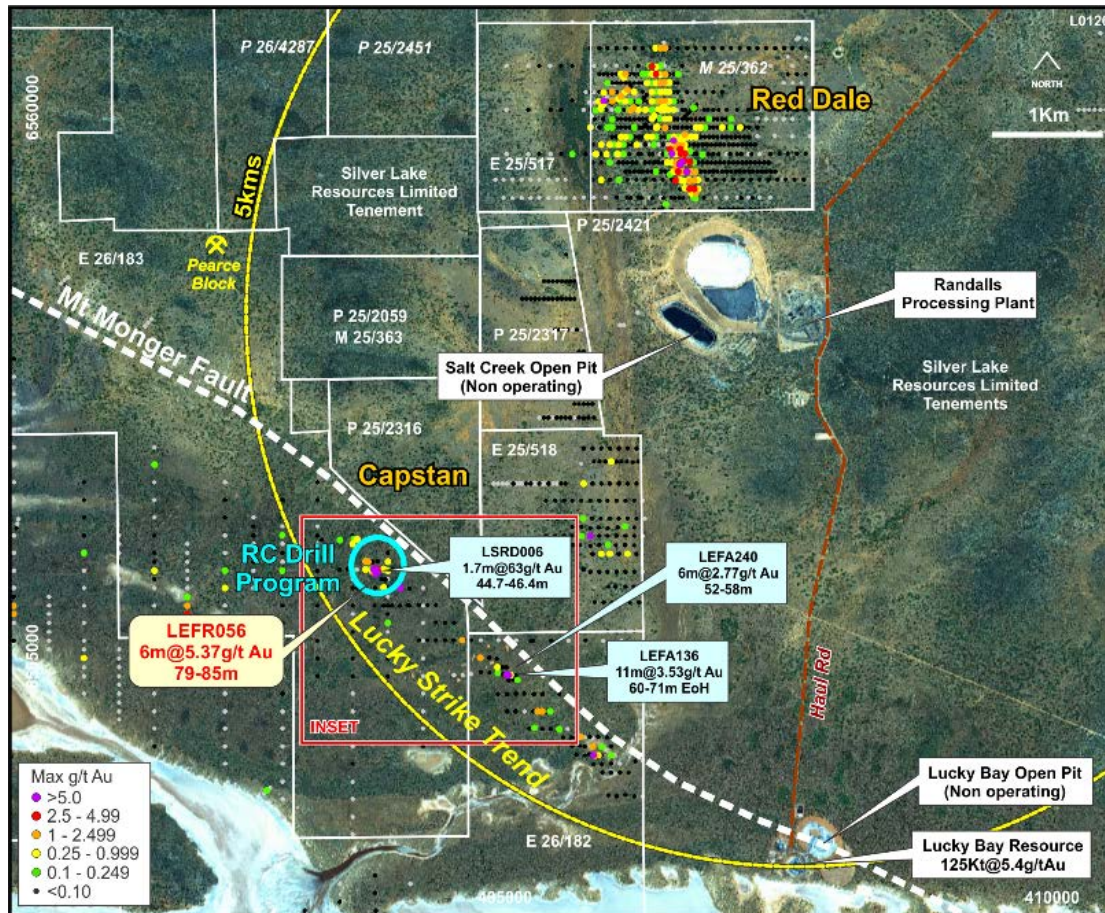 L0126
P 26/4287
P 25/2451
M 25/362
Red Dale
NORTH
1Km
6560000
E 25/517
Silver Lake
Resources Limited
Tenement
5kms
P 25/2421
E 26/183
Pearce
Block
Randalls
Processing Plant
Mt Monger Fault
P 25/2059
M 25/363
P 25/2317
Salt Creek Open Pit
(Non operating)
Silver Lake
Resources Limited
Tenements
P 25/2316
E 25/518
Capstan
RC Drill
Program
LSRD006
1.7m@63g/t Au
44.7-46.4m
LEFA240
6m@2.77g/t Au
52-58m
LEFR056
6m@5.37g/t Au
79-85m
LEFA136
11m@3.53g/t Au
60-71m EoH
5000
Lucky Strike Trend
Haul Rd
INSET
Max g/t Au
>5.0
2.5 - 4.99
1 - 2.499
0.25 - 0.999
0.1 - 0.249
<0.10
Lucky Bay Open Pit
(Non operating)
E 26/182
Lucky Bay Resource
125Kt@5.4g/tAu
405000
410000